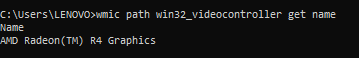 C:\Users\LENOVO>wmic path win32_videocontroller get name
Name
AMD Radeon(TM) R4 Graphics